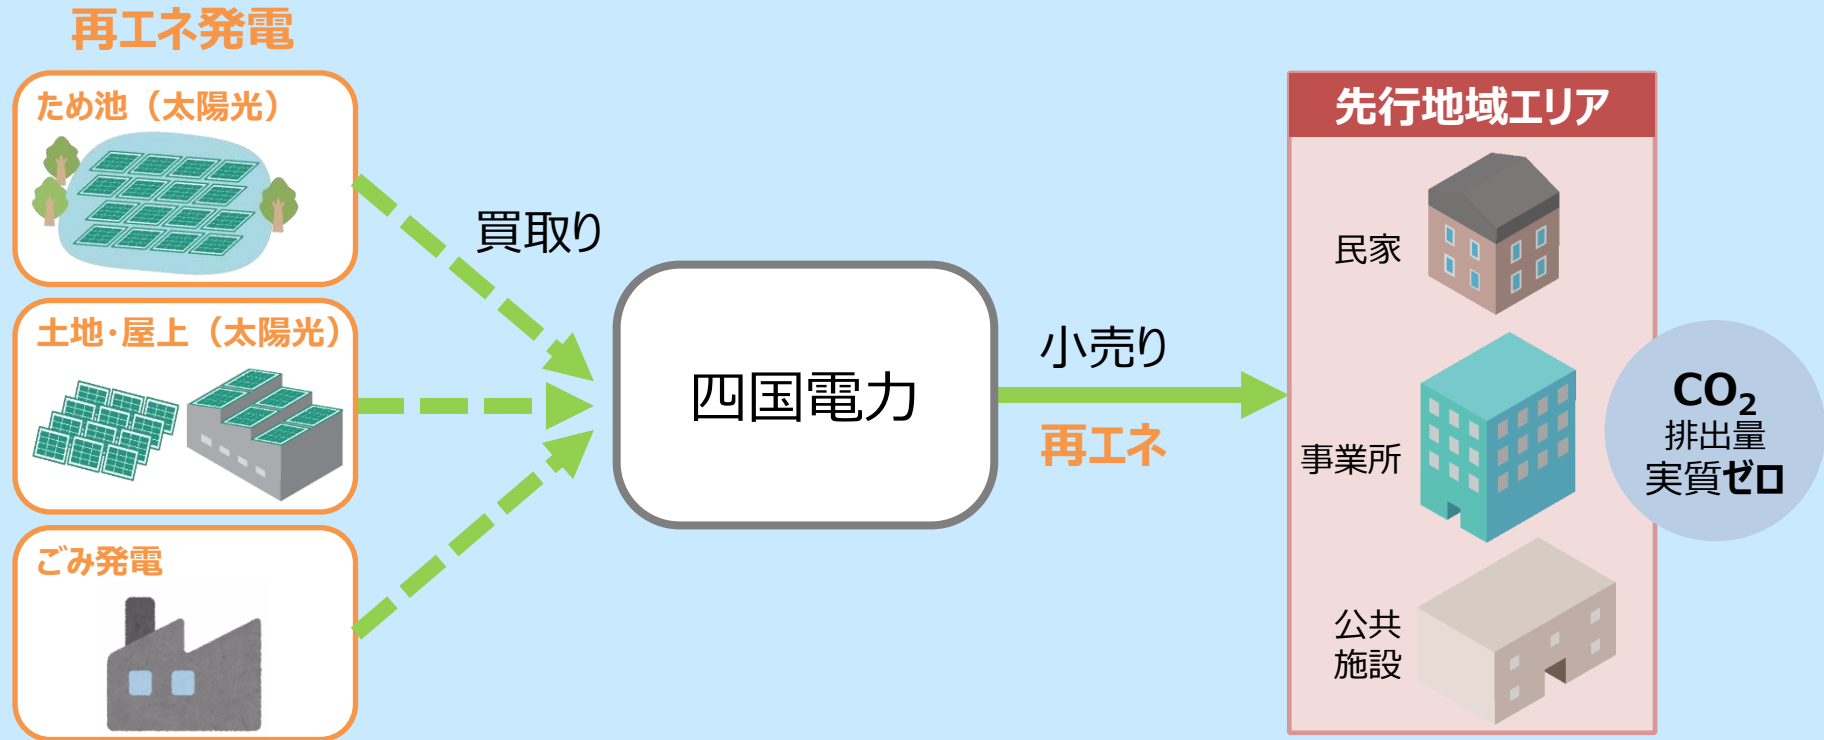 再エネ発電
ため池（太陽光）
土地・屋上（太陽光）
ごみ発電
買取り
四国電力
小売り
再エネ
先行地域エリア
民家
事業所
公共
施設
CO₂
排出量
実質ゼロ